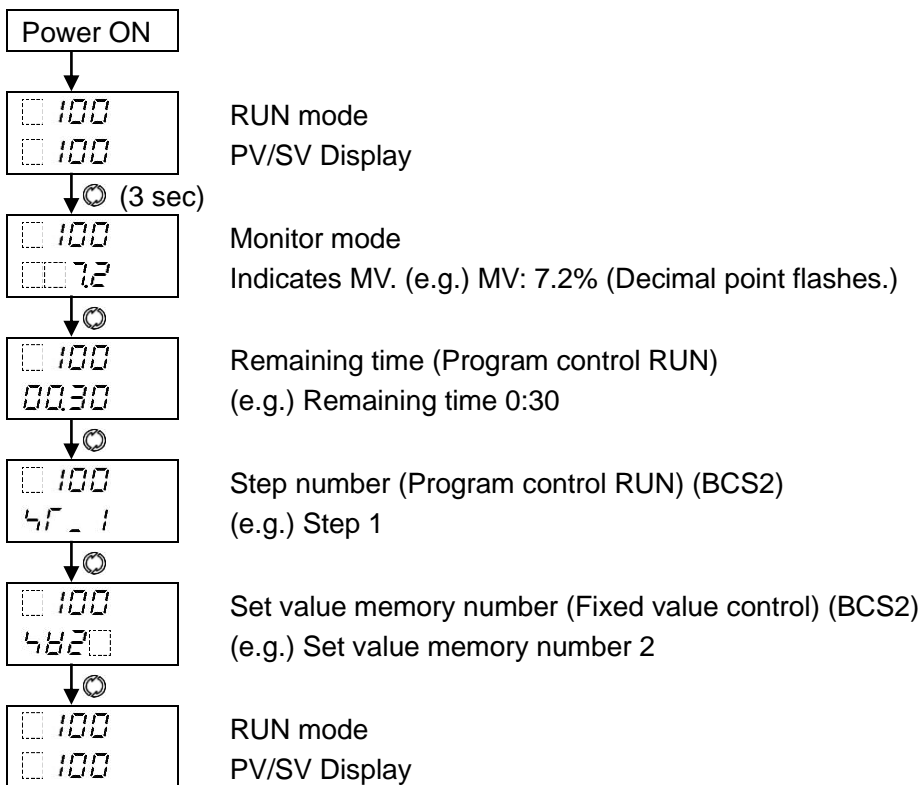 Power ON
100
100
RUN mode
PV/SV Display
(3 sec)
100
7.2
Monitor mode
Indicates MV. (e.g.) MV: 7.2% (Decimal point flashes.)
100
00.30
Remaining time (Program control RUN)
(e.g.) Remaining time 0:30
100
ST_ 1
Step number (Program control RUN) (BCS2)
(e.g.) Step 1
100
SV2
Set value memory number (Fixed value control) (BCS2)
(e.g.) Set value memory number 2
100
100
RUN mode
PV/SV Display